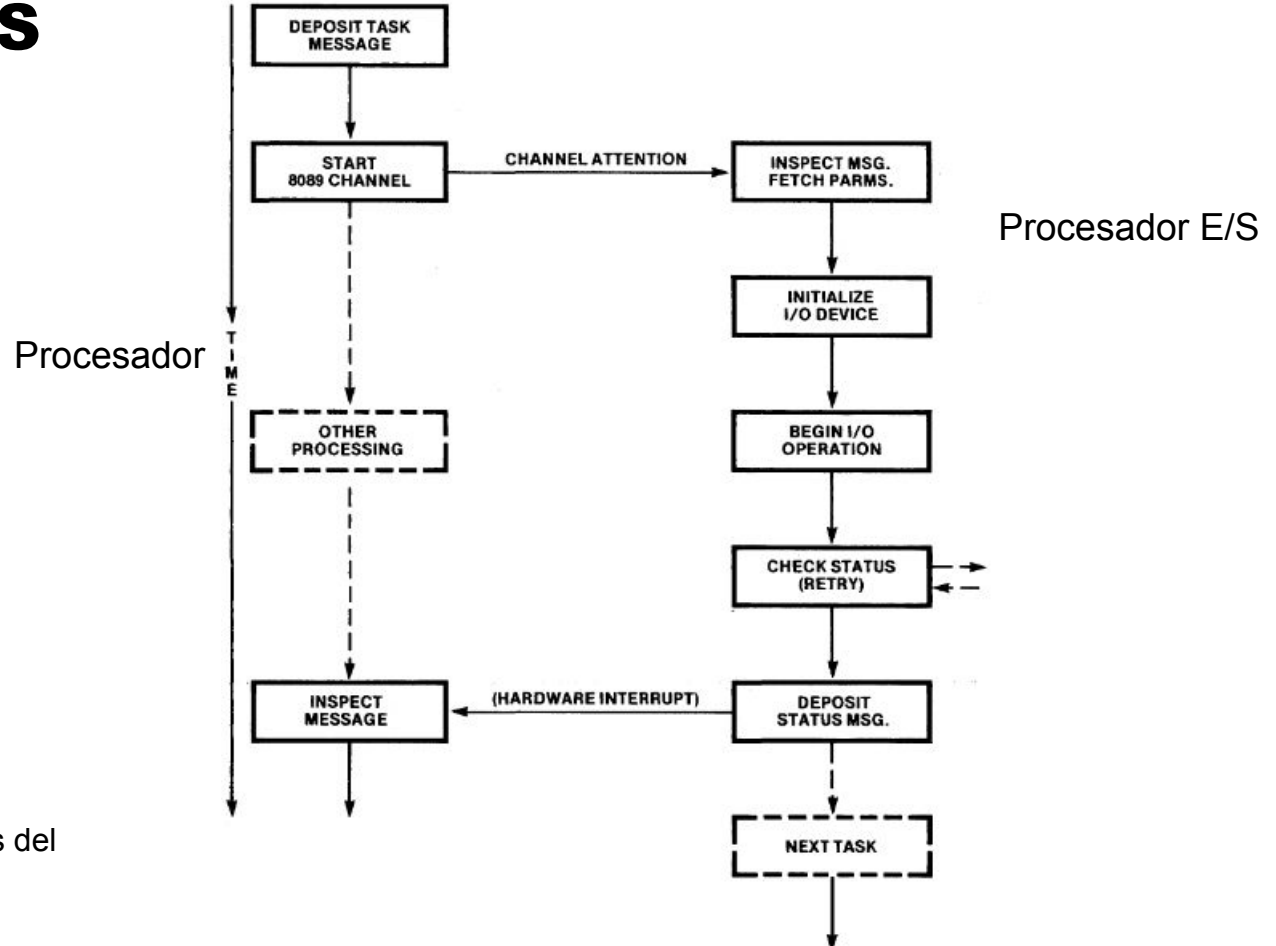 s
DEPOSIT TASK
MESSAGE
START
8089 CHANNEL
CHANNEL ATTENTION
INSPECT MSG.
FETCH PARMS.
Procesador E/S
INITIALIZE
I/O DEVICE
Procesador
TIME
OTHER
PROCESSING
BEGIN I/O
OPERATION
CHECK STATUS
(RETRY)
INSPECT
MESSAGE
(HARDWARE INTERRUPT)
DEPOSIT
STATUS MSG.
s del
NEXT TASK